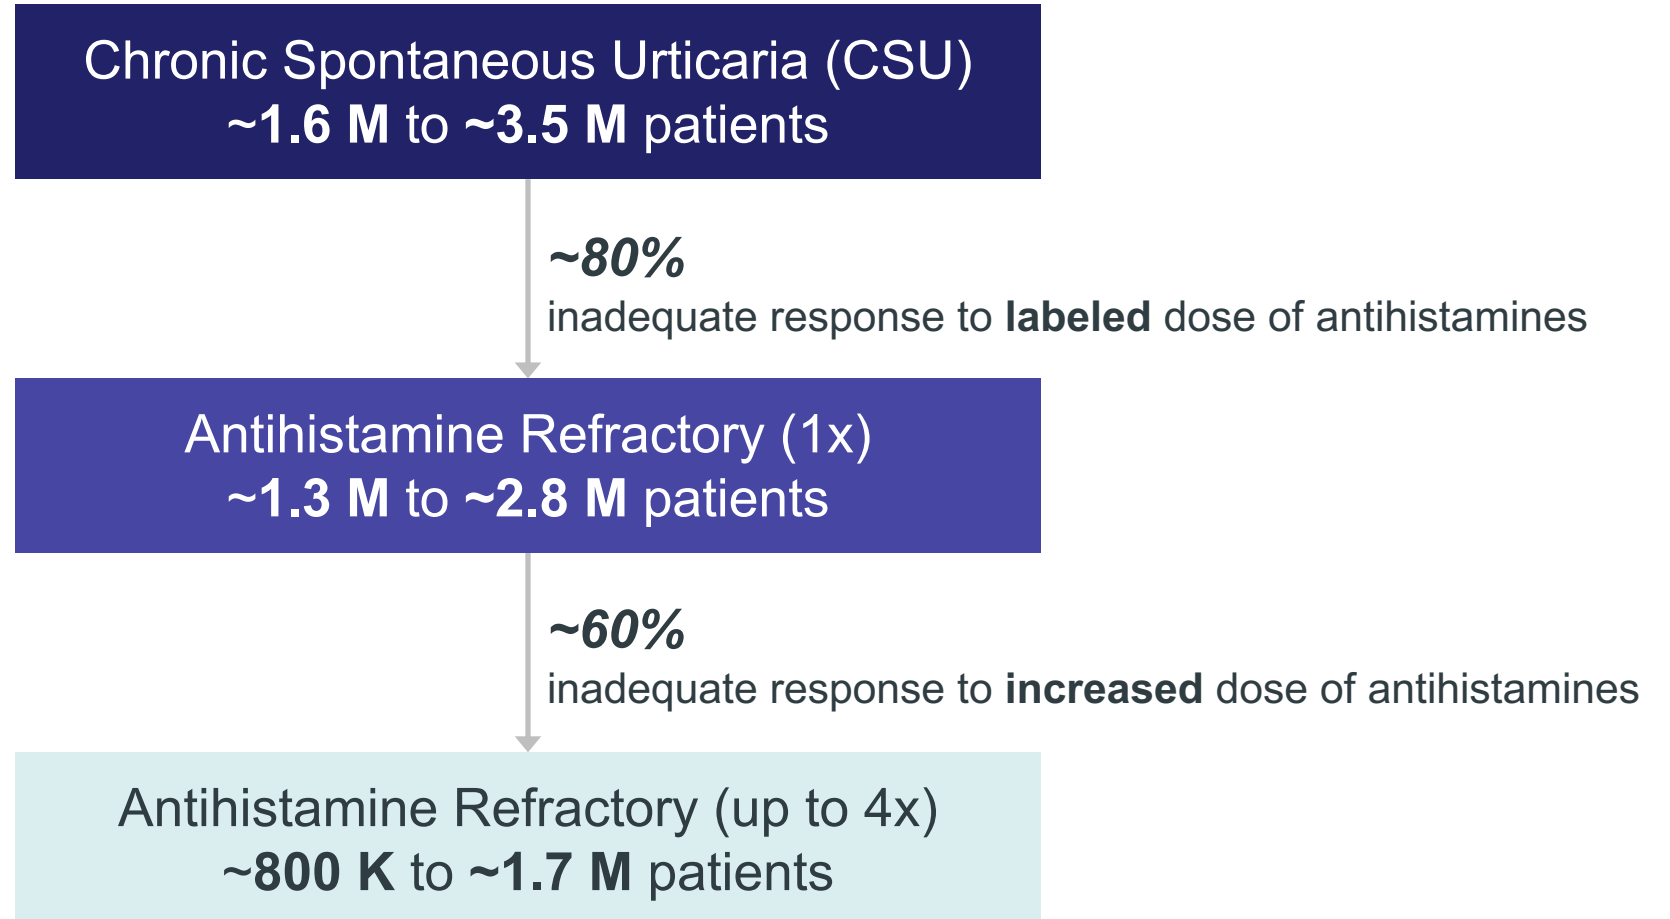 Chronic Spontaneous Urticaria (CSU)
~1.6 M to ~3.5 M patients
~80%
inadequate response to labeled dose of antihistamines
Antihistamine Refractory (1x)
~1.3 M to ~2.8 M patients
~60%
inadequate response to increased dose of antihistamines
Antihistamine Refractory (up to 4x)
~800 K to ~1.7 M patients